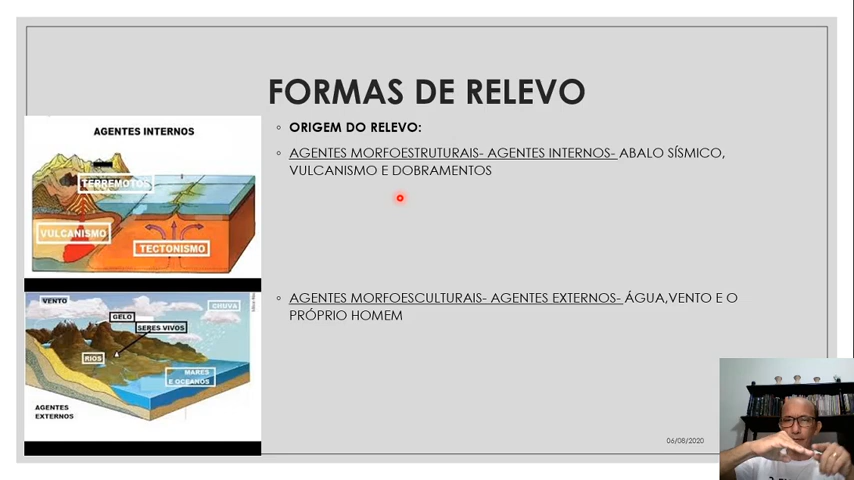 FORMAS DE RELEVO
AGENTES INTERNOS
TERREMOTOS
VULCANISMO
TECTONISMO
ORIGEM DO RELEVO:
AGENTES MORFOESTRUTURAIS- AGENTES INTERNOS- ABALO SÍSMICO,
VULCANISMO E DOBRAMENTOS
VENTO
CHUVA
GELO
SERES VIVOS
RIOS
MARES
E OCEANOS
AGENTES
EXTERNOS
AGENTES MORFOESCULTURAIS- AGENTES EXTERNOS- ÁGUA,VENTO E O
PRÓPRIO HOMEM
06/08/2020